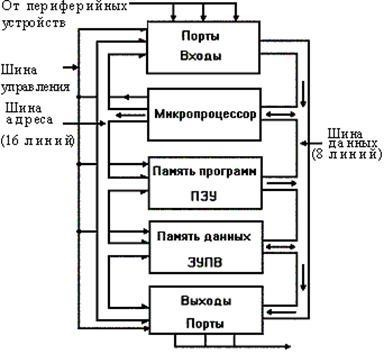 От периферийных
устройств
Порты
Входы
Шина
управления
Микропроцессор
Шина
адреса
(16 линий)
Шина
данных
(8 линий)
Память программ
ПЗУ
Память данных
ЗУПВ
Выходы
Порты